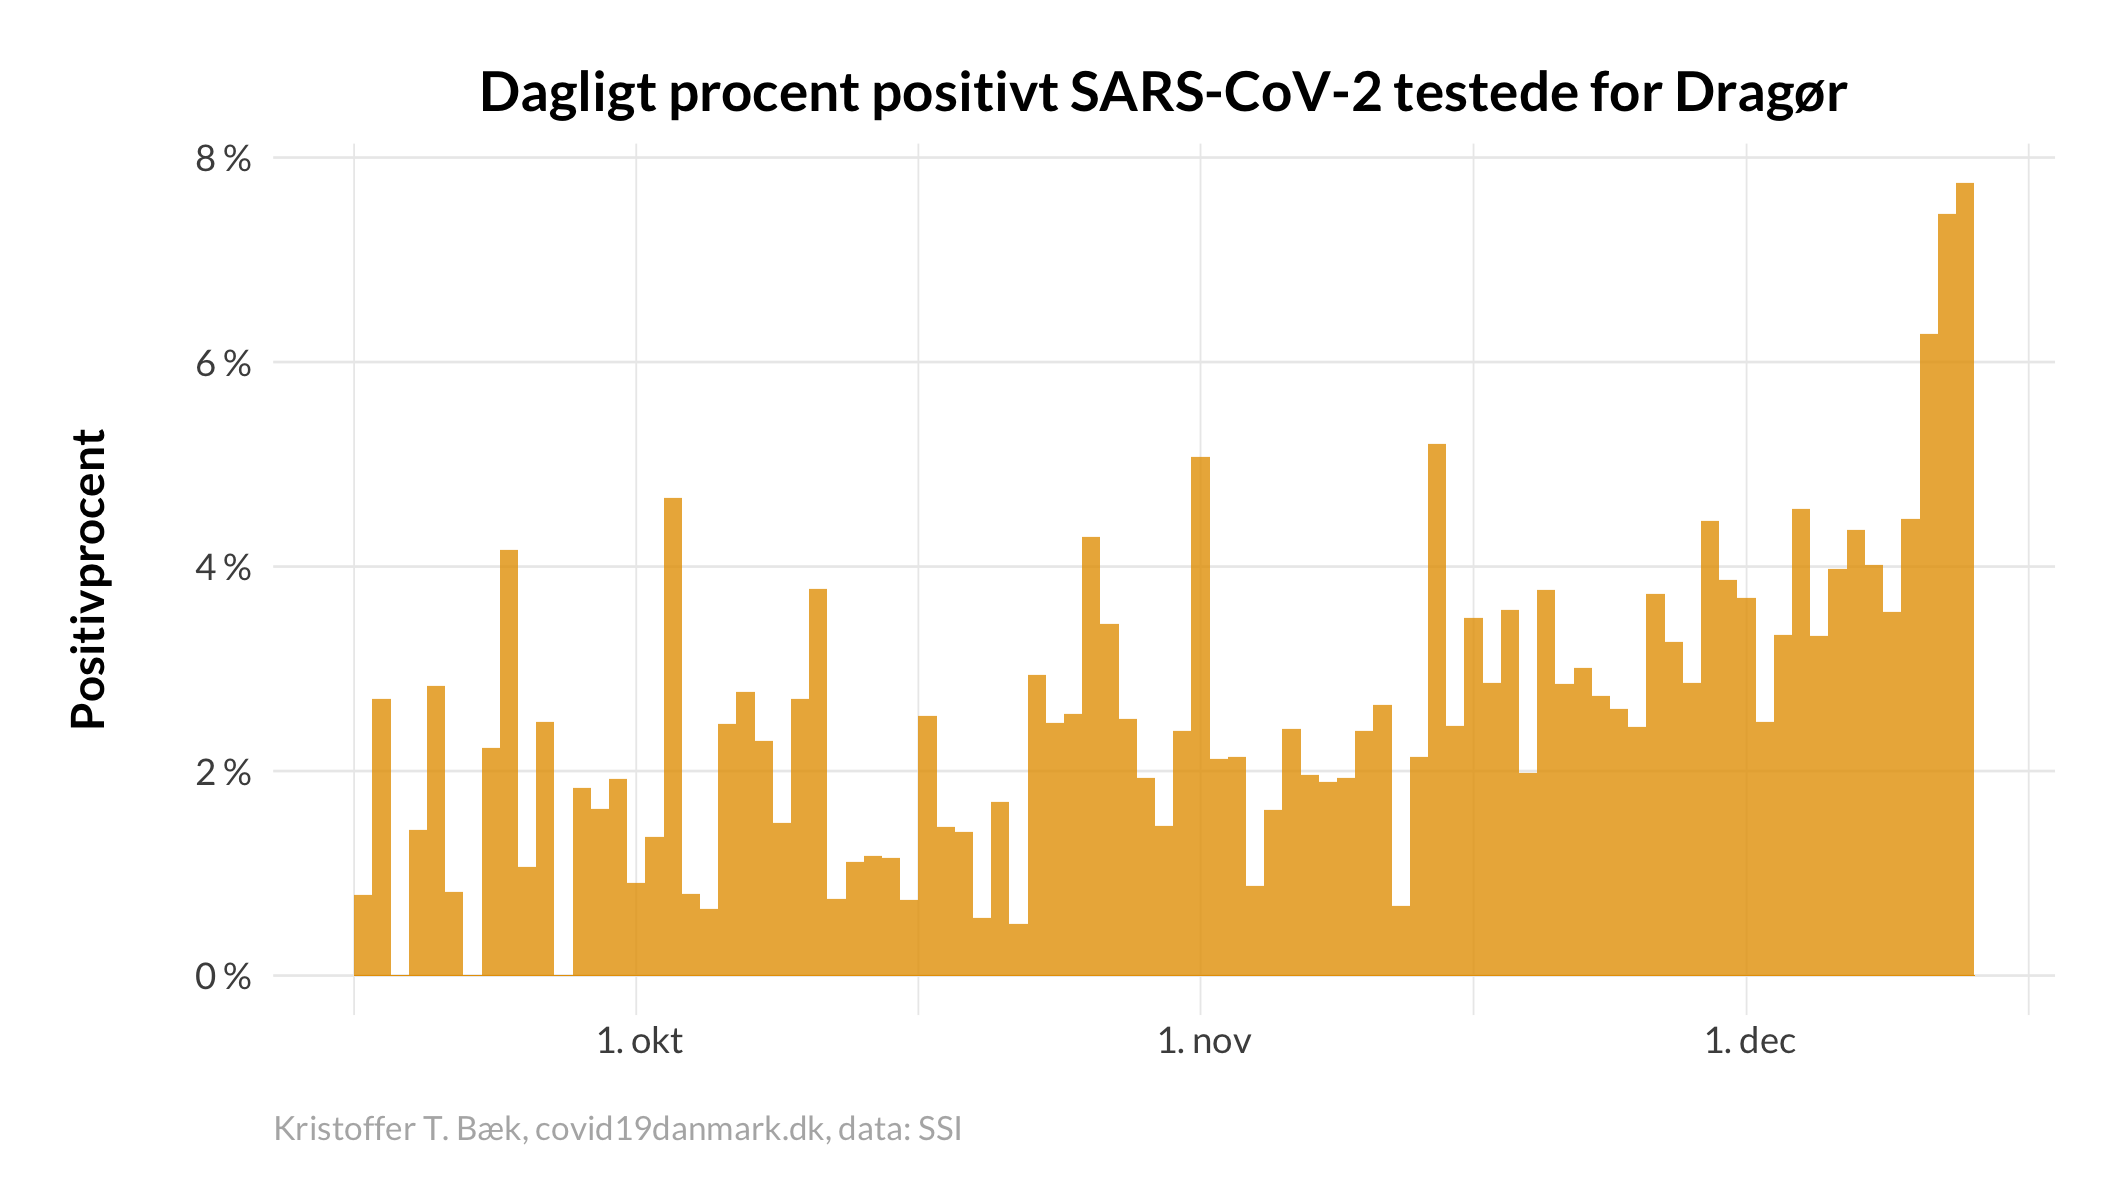 Dagligt procent positivt SARS-CoV-2 testede for Dragør
8 %
6 %
4 %
2 %
0 %
Positivprocent
1. okt
1. nov
1. dec
Kristoffer T. Bæk, covid19danmark.dk, data: SSI